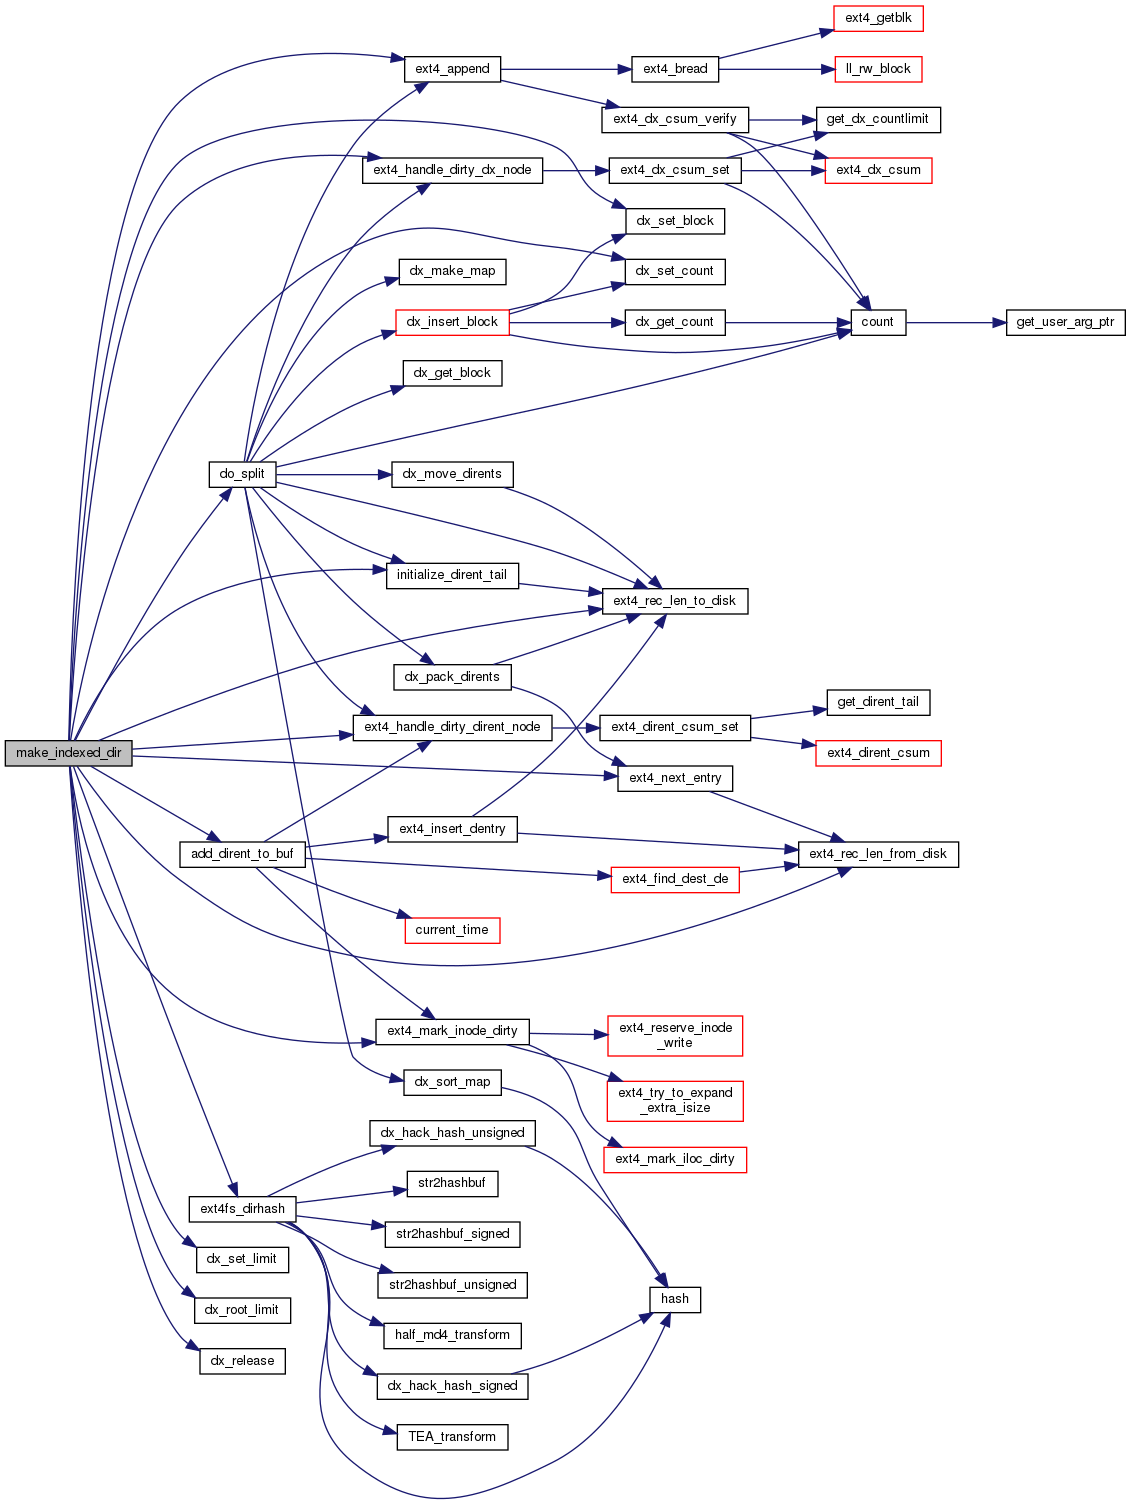 ext4_getblk
ext4_append
ext4_bread
ll_rw_block
ext4_dx_csum_verify
get_dx_countlimit
ext4_handle_dirty_dx_node
ext4_dx_csum_set
ext4_dx_csum
dx_set_block
dx_make_map
dx_set_count
dx_insert_block
dx_get_count
count
get_user_arg_ptr
dx_get_block
do_split
dx_move_dirents
initialize_dirent_tail
ext4_rec_len_to_disk
dx_pack_dirents
get_dirent_tail
ext4_handle_dirty_dirent_node
ext4_dirent_csum_set
make_indexed_dir
ext4_dirent_csum
ext4_next_entry
ext4_insert_dentry
add_dirent_to_buf
ext4_rec_len_from_disk
ext4_find_dest_de
current_time
ext4_mark_inode_dirty
ext4_reserve_inode
_write
dx_sort_map
ext4_try_to_expand
_extra_isize
dx_hack_hash_unsigned
ext4_mark_iloc_dirty
str2hashbuf
ext4fs_dirhash
str2hashbuf_signed
dx_set_limit
str2hashbuf_unsigned
hash
dx_root_limit
half_md4_transform
dx_release
dx_hack_hash_signed
TEA_transform